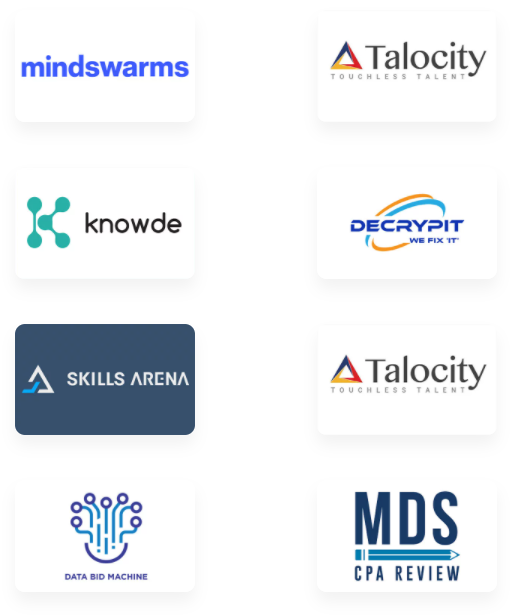 mindswarms
Talocity
TOUCHLESS TALENT
knowde
DECRYPIT
WE FIX 'IT'
SKILLS ARENA
Talocity
TOUCHLESS TALENT
DATA BID MACHINE
MDS
CPA REVIEW